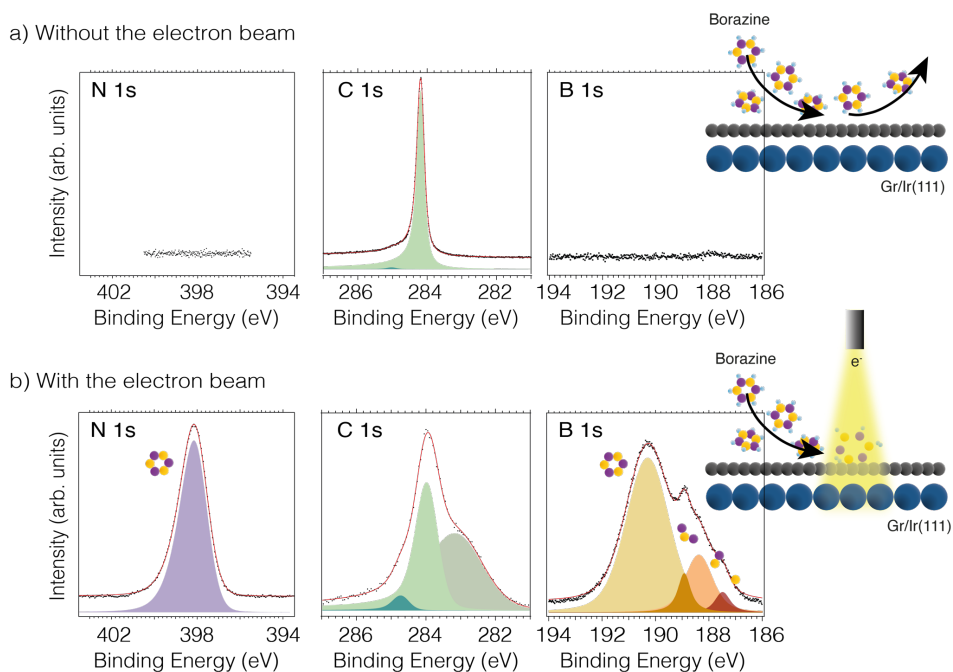 a) Without the electron beam
Borazine
N 1s
C 1s
B 1s
Intensity (arb. units)
Gr/Ir(111)
402 398 394
286 284 282
194 192 190 188 186
Binding Energy (eV)
Binding Energy (eV)
Binding Energy (eV)
b) With the electron beam
Borazine
e-
N 1s
C 1s
B 1s
Intensity (arb. units)
Gr/Ir(111)
402 398 394
286 284 282
194 192 190 188 186
Binding Energy (eV)
Binding Energy (eV)
Binding Energy (eV)